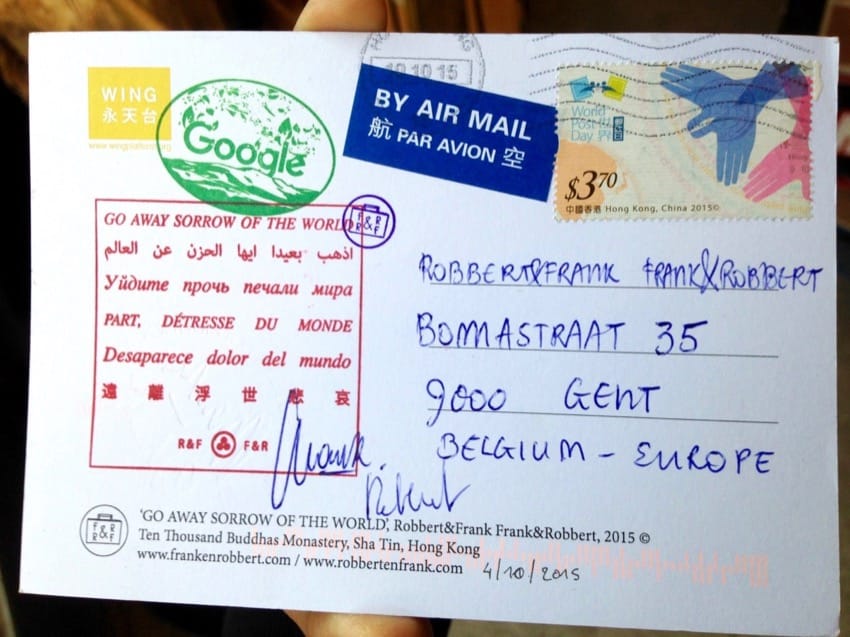 10 10 15
WING
永天台
Google
BY AIR MAIL
航 PAR AVION 空
World
Post
Day
$3.70
中國香港 Hong Kong, China 2015©
GO AWAY SORROW OF THE WORLD
اذهب بعيدا ايها الحزن عن العالم
Уйдите прочь печали мира
PART, DÉTRESSE DU MONDE
Desaparece dolor del mundo
遠離浮世悲哀
R&F F&R
F&R
R&F
ROBBERT&FRANK FRANK&ROBBERT
BOMASTRAAT 35
9000 GENT
BELGIUM - EUROPE
Frank.
Robbert
F&R
R&F
'GO AWAY SORROW OF THE WORLD', Robbert&Frank Frank&Robbert, 2015 ©
Ten Thousand Buddhas Monastery, Sha Tin, Hong Kong
www.frankenrobbert.com / www.robbertenfrank.com 4/10/2015